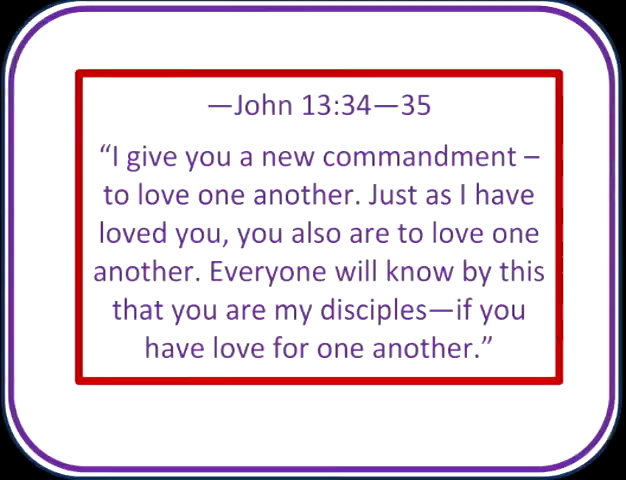 —John 13:34—35
“I give you a new commandment –
to love one another. Just as I have
loved you, you also are to love one
another. Everyone will know by this
that you are my disciples—if you
have love for one another.”